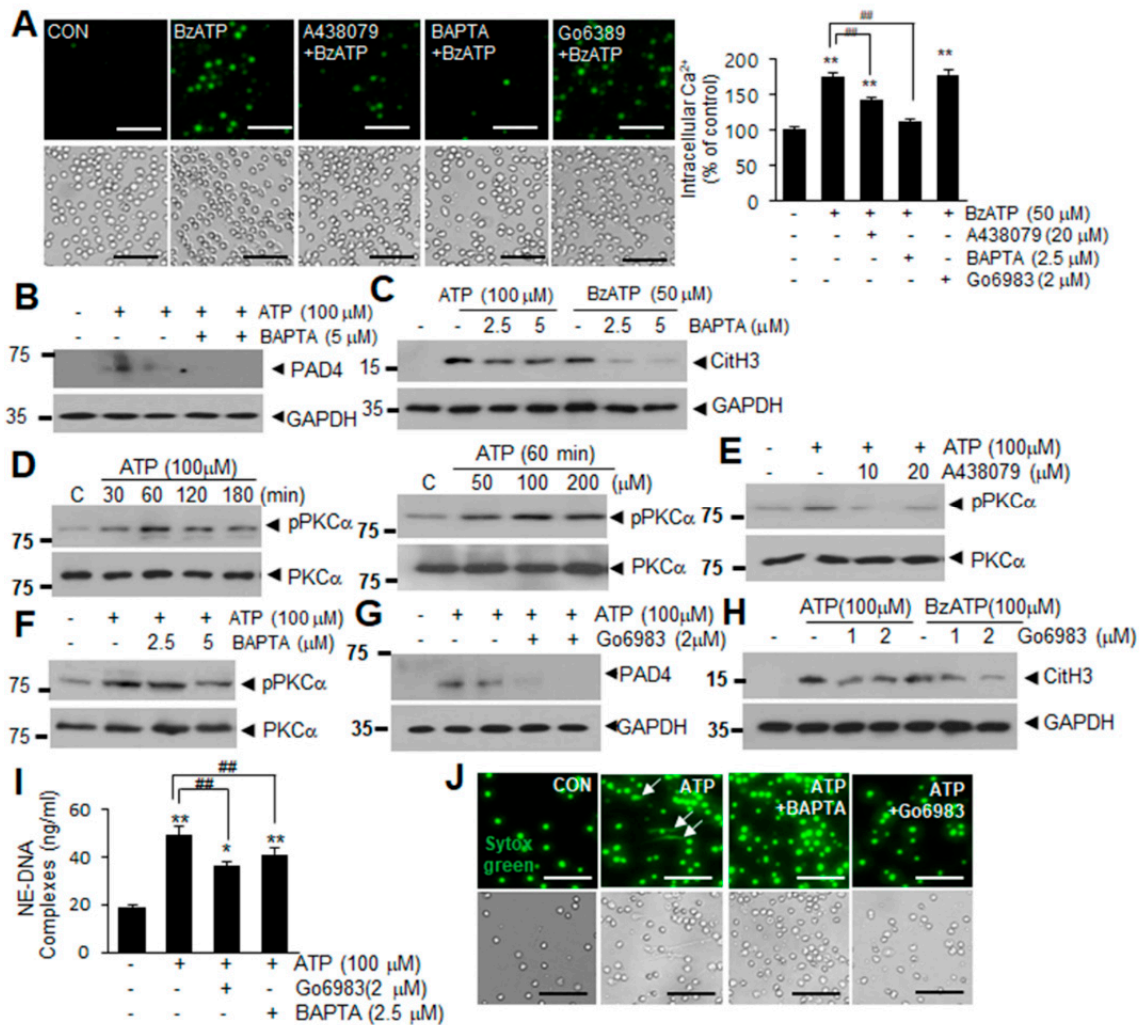 A
CON
BzATP
A438079
+BzATP
BAPTA
+BzATP
Go6389
+BzATP
Intracellular Ca2+
(% of control)
200
150
100
50
0
##
##
** ** **
- + + + + BzATP (50 μM)
- - + - - A438079 (20 μM)
- - - + - BAPTA (2.5 μM)
- - - - + Go6983 (2 μM)
B
- + + + + ATP (100 μM)
- - - + + BAPTA (5 μM)
75
PAD4
35
GAPDH
C
ATP (100 μM) BzATP (50 μM)
- - 2.5 5 - 2.5 5 BAPTA (μM)
15
CitH3
35
GAPDH
D
ATP (100μM)
C 30 60 120 180 (min)
75
pPKCα
75
PKCα
ATP (60 min)
C 50 100 200 (μM)
75
pPKCα
75
PKCα
E
- + + + ATP (100μM)
- - 10 20 A438079 (μM)
75
pPKCα
75
PKCα
F
- + + + ATP (100 μM)
- - 2.5 5 BAPTA (μM)
75
pPKCα
75
PKCα
G
- + + + + ATP (100μM)
- - - + + Go6983 (2μM)
75
PAD4
35
GAPDH
H
ATP(100μM) BzATP(100μM)
- - 1 2 - 1 2 Go6983 (μM)
15
CitH3
35
GAPDH
I
NE-DNA
Complexes (ng/ml)
60
40
20
0
##
##
** * **
- + + + ATP (100 μM)
- - + - Go6983(2 μM)
- - - + BAPTA (2.5 μM)
J
CON
Sytox
green
ATP
ATP
+BAPTA
ATP
+Go6983